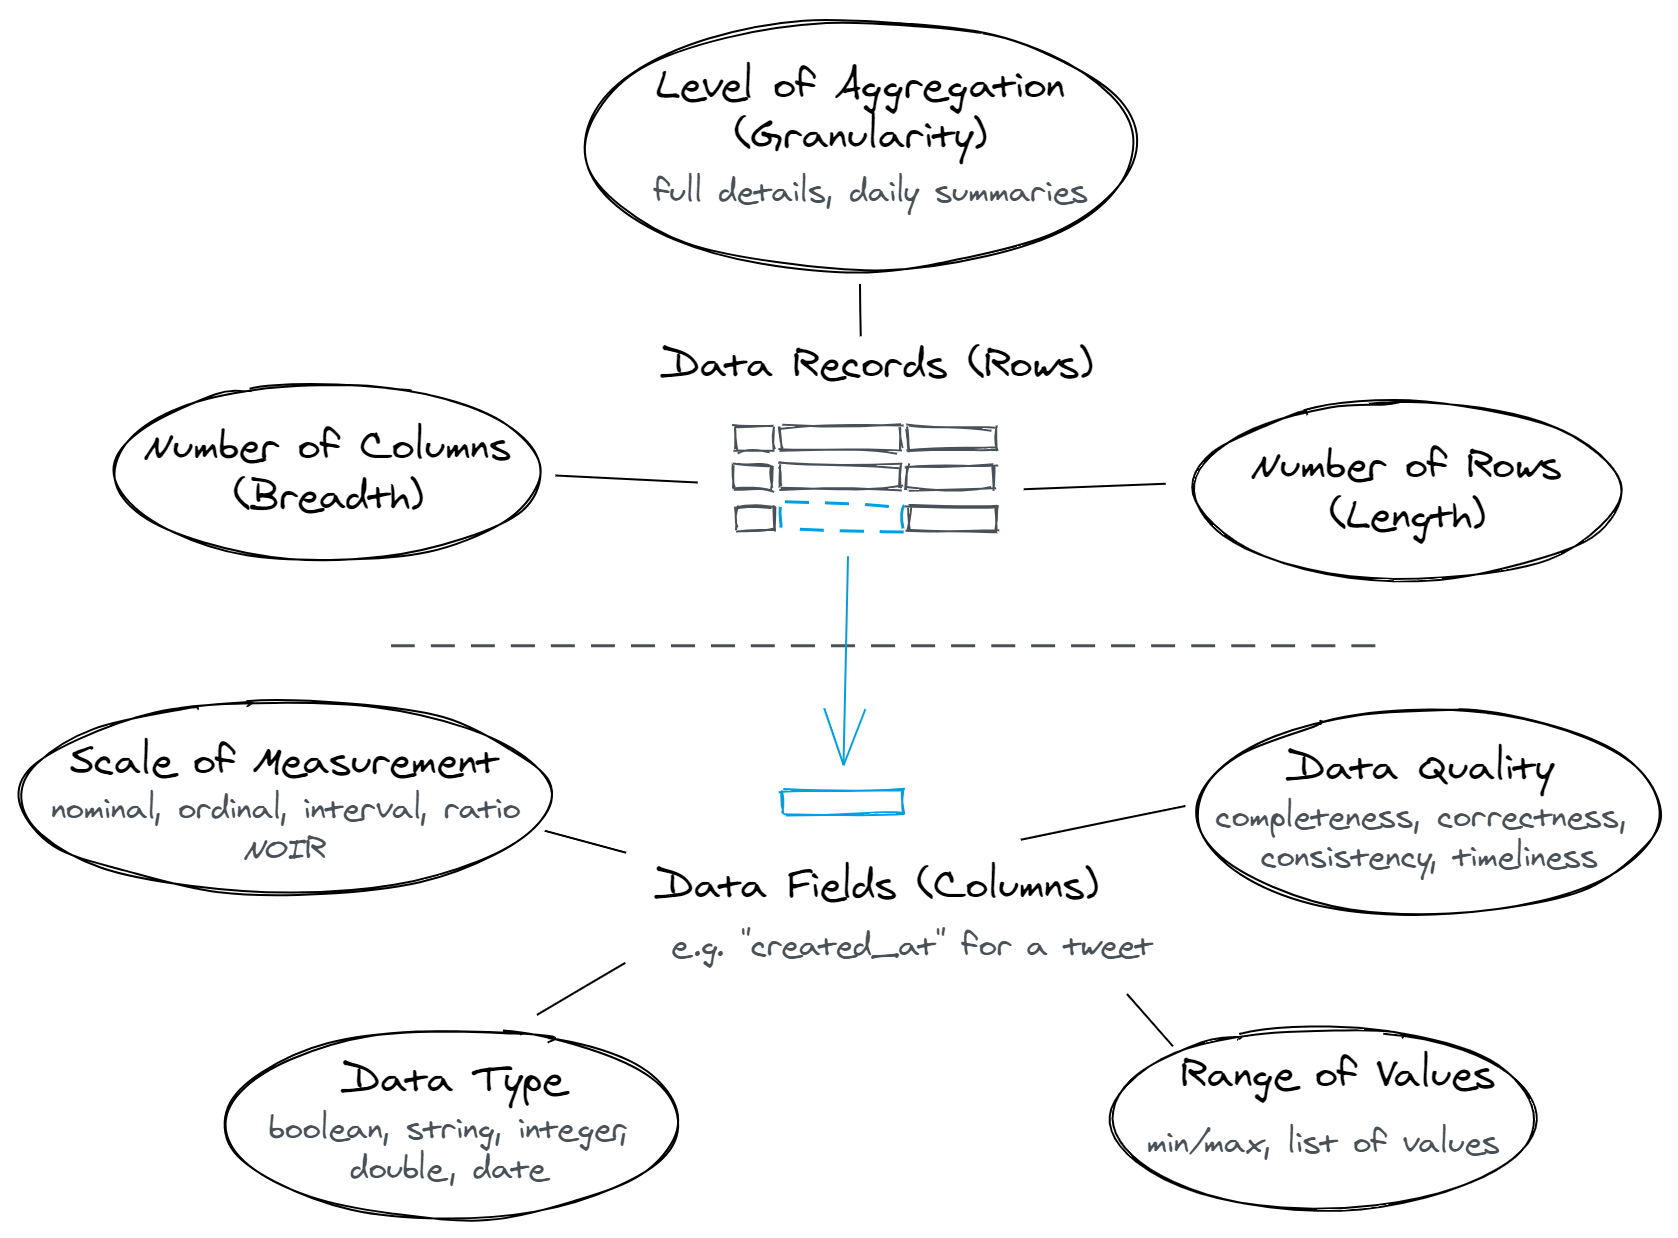 Level of Aggregation
(Granularity)
full details, daily summaries
Data Records (Rows)
Number of Columns
(Breadth)
Number of Rows
(Length)
Scale of Measurement
nominal, ordinal, interval, ratio
NOIR
Data Quality
completeness, correctness,
consistency, timeliness
Data Fields (Columns)
e.g. "created_at" for a tweet
Data Type
boolean, string, integer,
double, date
Range of Values
min/max, list of values